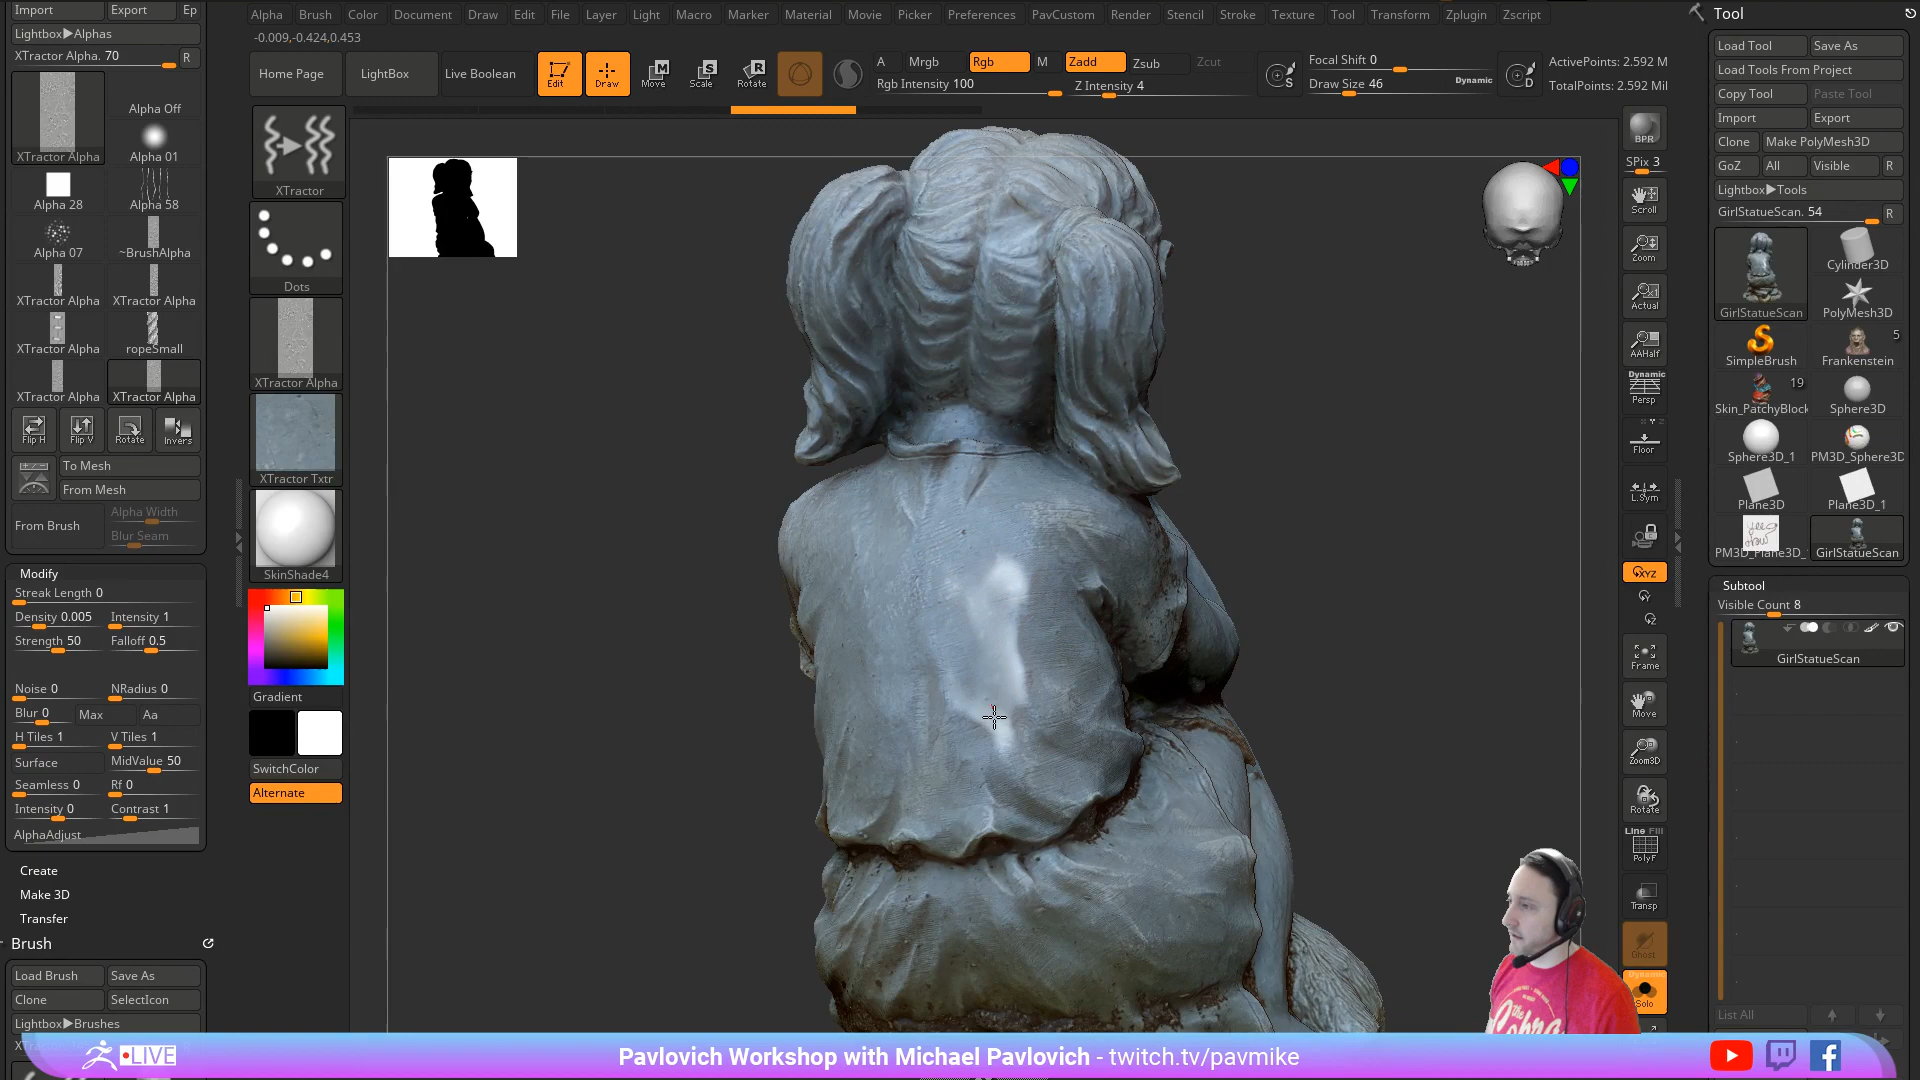 Import Export Ep
Lightbox▶Alphas
XTractor Alpha. 70 R
XTractor Alpha
Alpha Off
Alpha 01
Alpha 28 Alpha 58
Alpha 07 ~BrushAlpha
XTractor Alpha XTractor Alpha
XTractor Alpha ropeSmall
XTractor Alpha XTractor Alpha
Flip H Flip V Rotate Invers
To Mesh
From Mesh
From Brush
Alpha Width
Blur Seam
Modify
Streak Length 0
Density 0.005 Intensity 1
Strength 50 Falloff 0.5
Noise 0 NRadius 0
Blur 0 Max Aa
H Tiles 1 V Tiles 1
Surface MidValue 50
Seamless 0 Rf 0
Intensity 0 Contrast 1
AlphaAdjust
Create
Make 3D
Transfer
Brush
Load Brush Save As
Clone SelectIcon
Lightbox▶Brushes
Alpha Brush Color Document Draw Edit File Layer Light Macro Marker Material Movie Picker Preferences PavCustom Render Stencil Stroke Texture Tool Transform Zplugin Zscript
-0.009,-0.424,0.453
Home Page LightBox Live Boolean
Edit Draw Move Scale Rotate
A Mrgb Rgb M Zadd Zsub Zcut
Rgb Intensity 100 Z Intensity 4
Focal Shift 0
Draw Size 46 Dynamic
ActivePoints: 2.592 M
TotalPoints: 2.592 Mil
XTractor
Dots
XTractor Alpha
XTractor Txtr
SkinShade4
Gradient
SwitchColor
Alternate
BPR
SPix 3
Scroll
Zoom
Actual
AAHalf
Dynamic
Persp
Floor
L.Sym
XYZ
Frame
Move
Zoom3D
Rotate
Line Fill
PolyF
Transp
Ghost
Dynamic
Solo
Tool
Load Tool Save As
Load Tools From Project
Copy Tool Paste Tool
Import Export
Clone Make PolyMesh3D
GoZ All Visible R
Lightbox▶Tools
GirlStatueScan. 54 R
GirlStatueScan
Cylinder3D
PolyMesh3D
SimpleBrush
5
Frankenstein
19
Skin_PatchyBlock
Sphere3D
Sphere3D_1 PM3D_Sphere3D
Plane3D Plane3D_1
PM3D_Plane3D_ GirlStatueScan
Subtool
Visible Count 8
GirlStatueScan
List All
The
Cobra
LIVE
Pavlovich Workshop with Michael Pavlovich - twitch.tv/pavmike